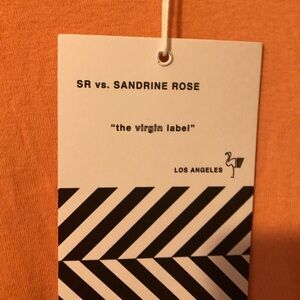 SR vs. SANDRINE ROSE
"the virgin label"
LOS ANGELES